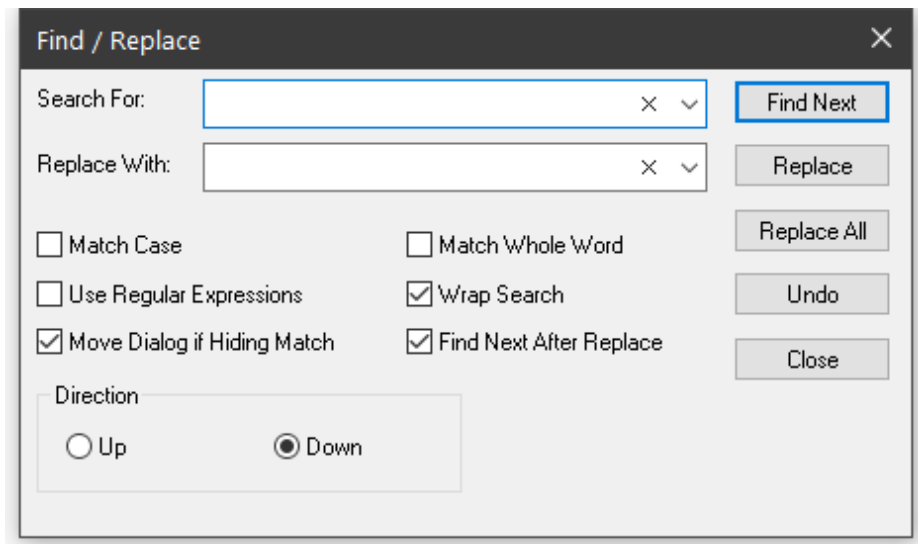 Find / Replace
Search For:
Find Next
Replace With:
Replace
Match Case
Match Whole Word
Replace All
Use Regular Expressions
Wrap Search
Undo
Move Dialog if Hiding Match
Find Next After Replace
Close
Direction
Up
Down